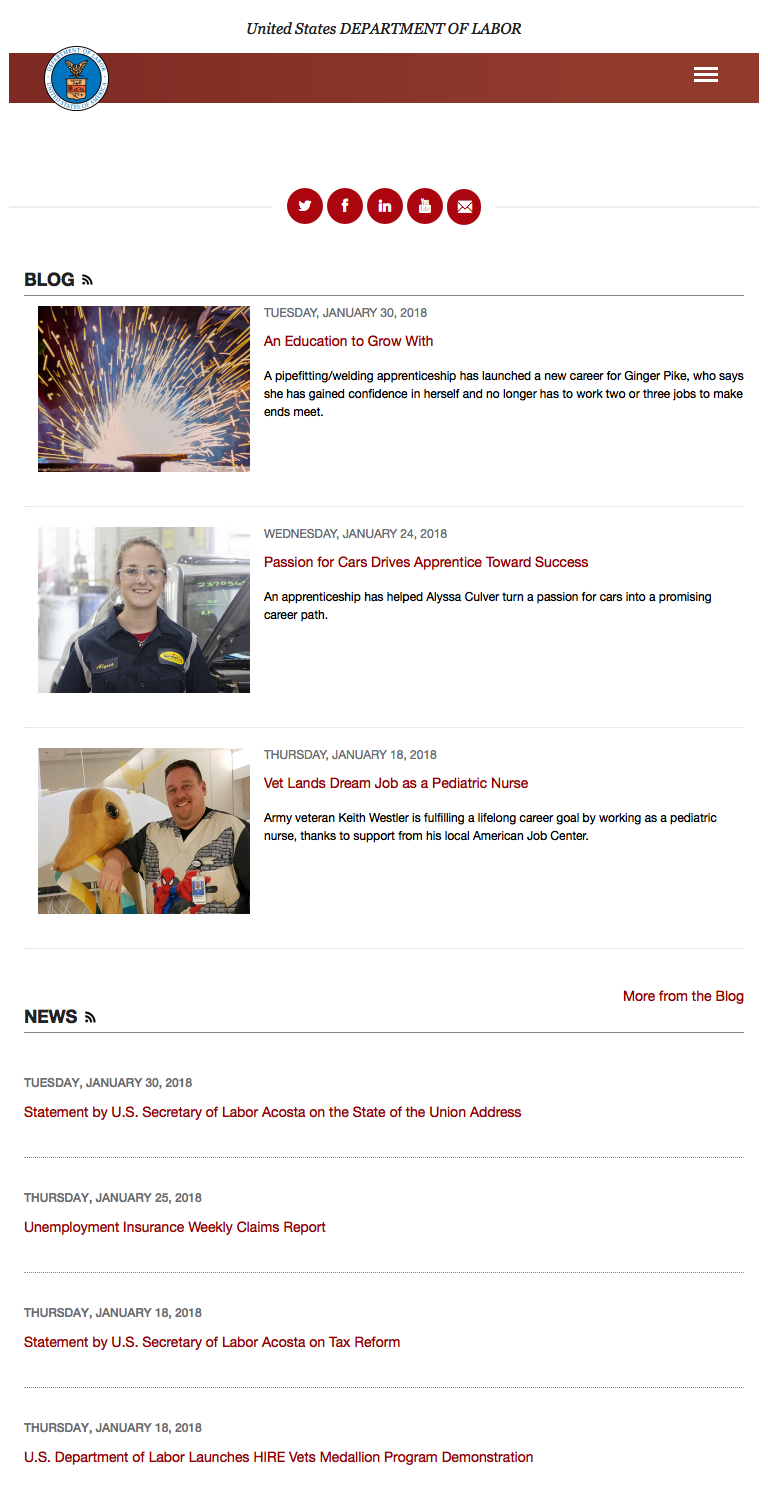 United States DEPARTMENT OF LABOR
DEPARTMENT OF LABOR
UNITED STATES OF AMERICA
BLOG
TUESDAY, JANUARY 30, 2018
An Education to Grow With
A pipefitting/welding apprenticeship has launched a new career for Ginger Pike, who says
she has gained confidence in herself and no longer has to work two or three jobs to make
ends meet.
WEDNESDAY, JANUARY 24, 2018
Passion for Cars Drives Apprentice Toward Success
An apprenticeship has helped Alyssa Culver turn a passion for cars into a promising
career path.
Alyssa
THURSDAY, JANUARY 18, 2018
Vet Lands Dream Job as a Pediatric Nurse
Army veteran Keith Westler is fulfilling a lifelong career goal by working as a pediatric
nurse, thanks to support from his local American Job Center.
More from the Blog
NEWS
TUESDAY, JANUARY 30, 2018
Statement by U.S. Secretary of Labor Acosta on the State of the Union Address
THURSDAY, JANUARY 25, 2018
Unemployment Insurance Weekly Claims Report
THURSDAY, JANUARY 18, 2018
Statement by U.S. Secretary of Labor Acosta on Tax Reform
THURSDAY, JANUARY 18, 2018
U.S. Department of Labor Launches HIRE Vets Medallion Program Demonstration